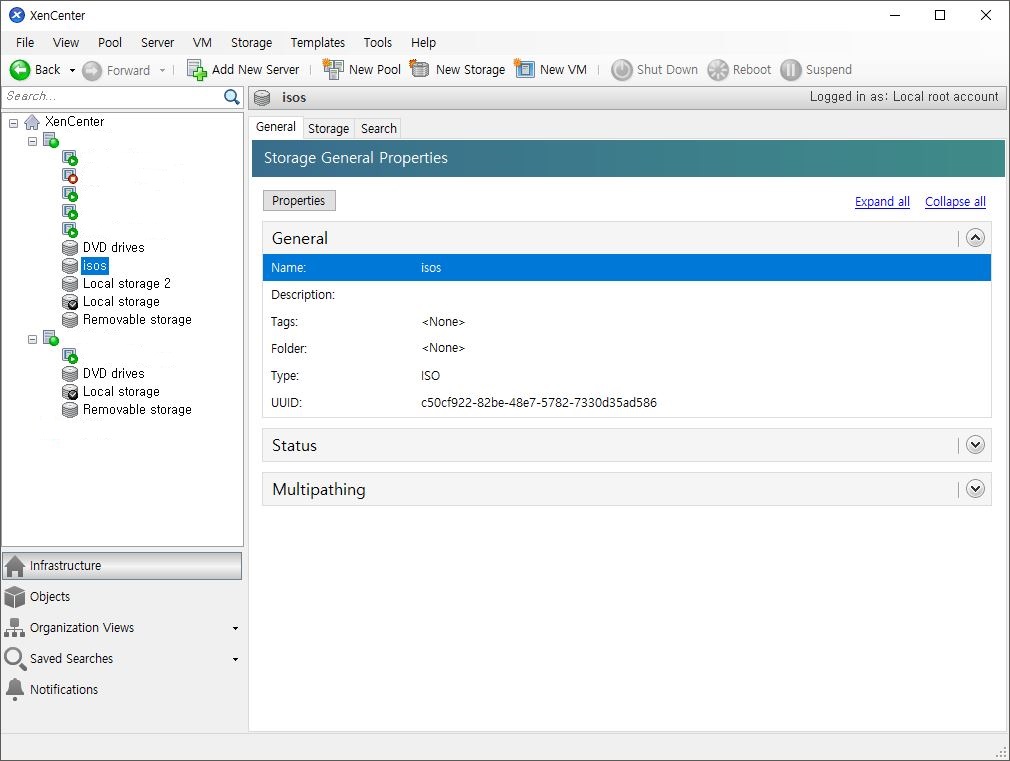 XenCenter
File View Pool Server VM Storage Templates Tools Help
Back Forward Add New Server New Pool New Storage New VM Shut Down Reboot Suspend
Search...
isos Logged in as: Local root account
XenCenter
DVD drives
isos
Local storage 2
Local storage
Removable storage
DVD drives
Local storage
Removable storage
Infrastructure
Objects
Organization Views
Saved Searches
Notifications
General Storage Search
Storage General Properties
Properties Expand all Collapse all
General
Name: isos
Description:
Tags: <None>
Folder: <None>
Type: ISO
UUID: c50cf922-82be-48e7-5782-7330d35ad586
Status
Multipathing